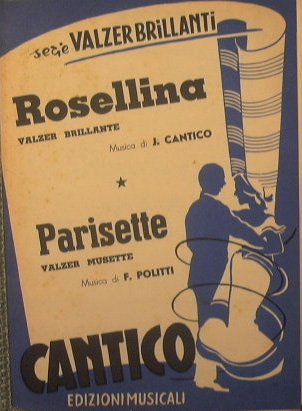 serie VALZER BRILLANTI
Rosellina
VALZER BRILLANTE
Musica di J. CANTICO
Parisette
VALZER MUSETTE
Musica di F. POLITTI
CANTICO
EDIZIONI MUSICALI